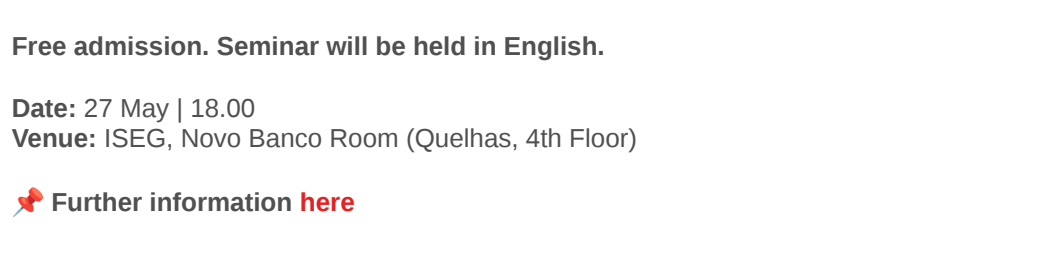 Free admission. Seminar will be held in English.
Date: 27 May | 18.00
Venue: ISEG, Novo Banco Room (Quelhas, 4th Floor)
📌 Further information here